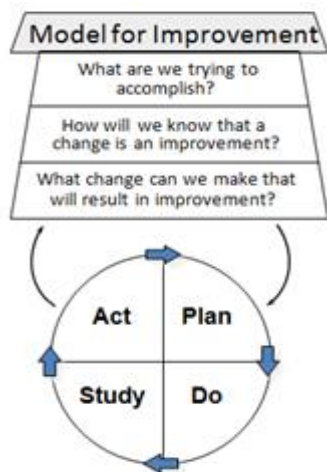 Model for Improvement
What are we trying to
accomplish?
How will we know that a
change is an improvement?
What change can we make that
will result in improvement?
Act Plan
Study Do